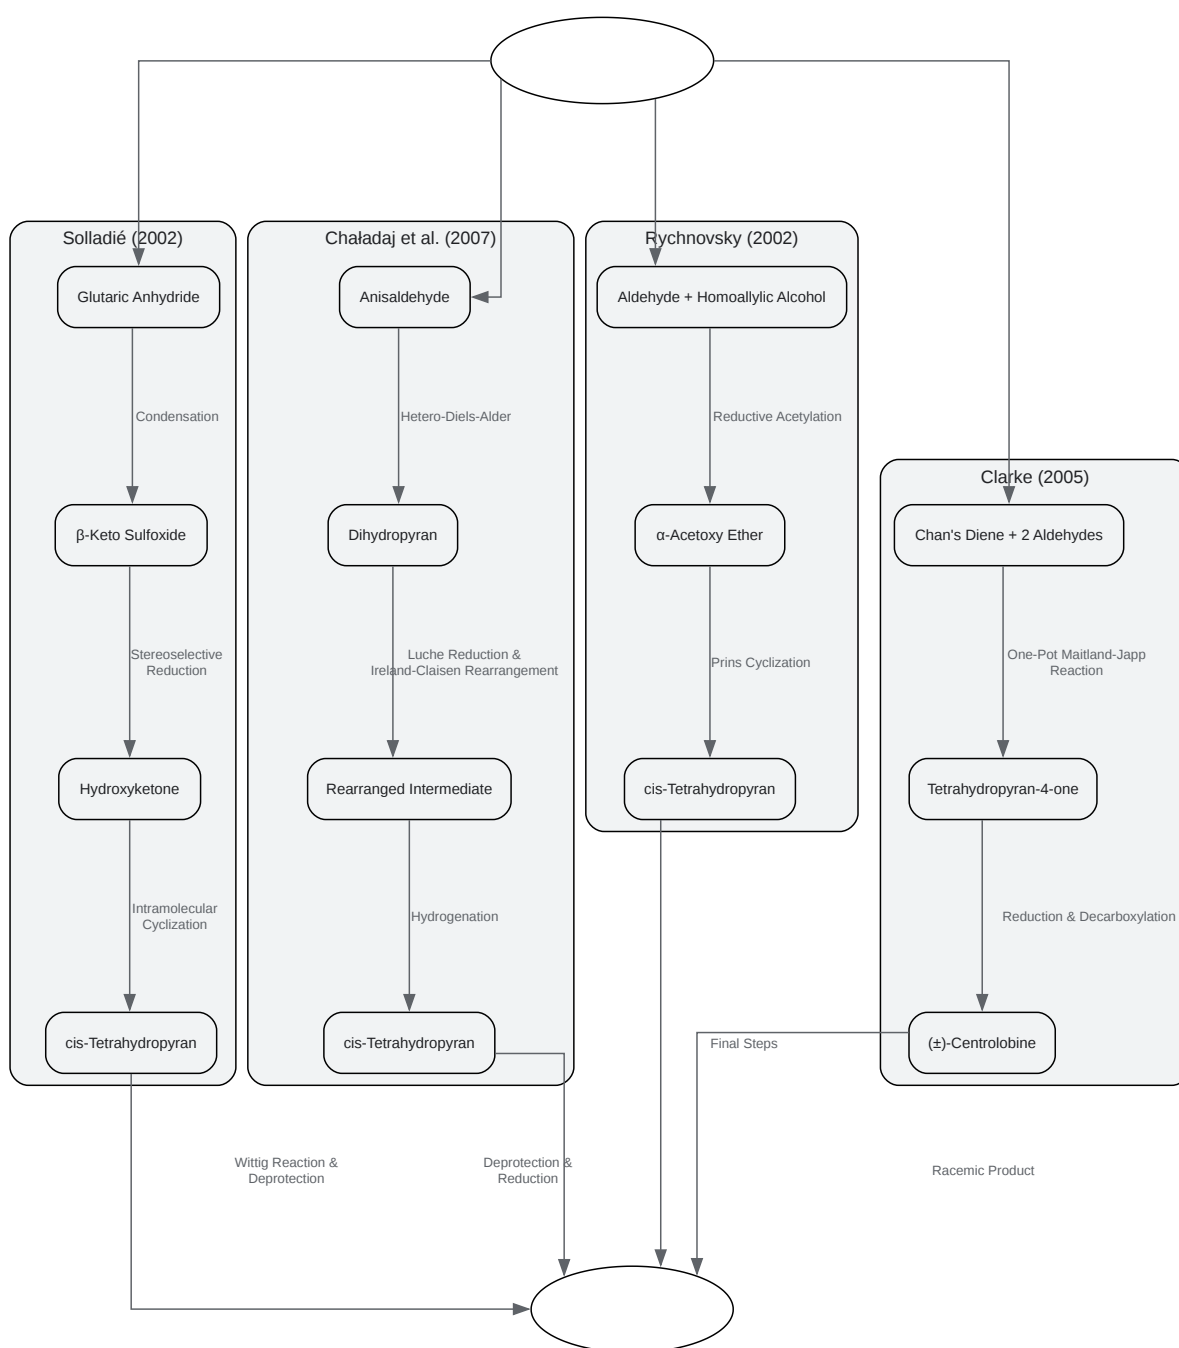 Solladié (2002)
Glutaric Anhydride
Condensation
β-Keto Sulfoxide
Stereoselective
Reduction
Hydroxyketone
Intramolecular
Cyclization
cis-Tetrahydropyran
Wittig Reaction &
Deprotection
Chaładaj et al. (2007)
Anisaldehyde
Hetero-Diels-Alder
Dihydropyran
Luche Reduction &
Ireland-Claisen Rearrangement
Rearranged Intermediate
Hydrogenation
cis-Tetrahydropyran
Deprotection &
Reduction
Rychnovsky (2002)
Aldehyde + Homoallylic Alcohol
Reductive Acetylation
α-Acetoxy Ether
Prins Cyclization
cis-Tetrahydropyran
Final Steps
Clarke (2005)
Chan's Diene + 2 Aldehydes
One-Pot Maitland-Japp
Reaction
Tetrahydropyran-4-one
Reduction & Decarboxylation
(±)-Centrolobine
Racemic Product